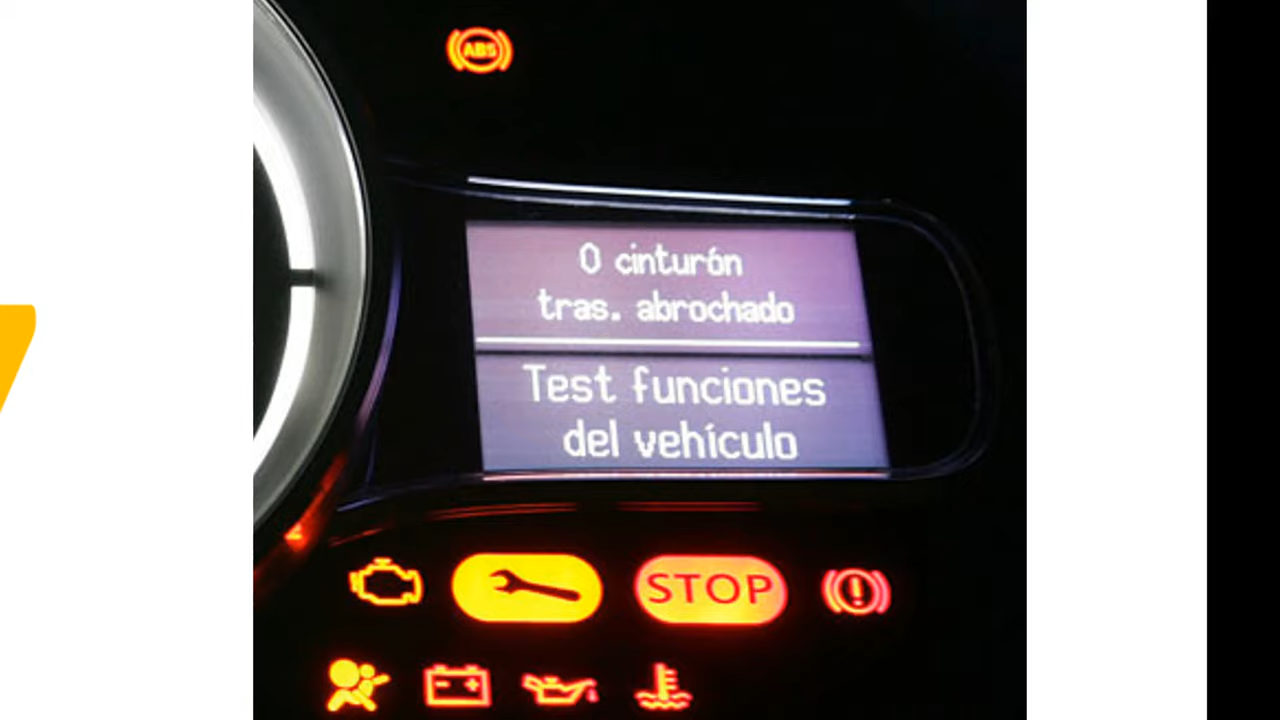 ABS
0 cinturón
tras. abrochado
Test funciones
del vehículo
STOP